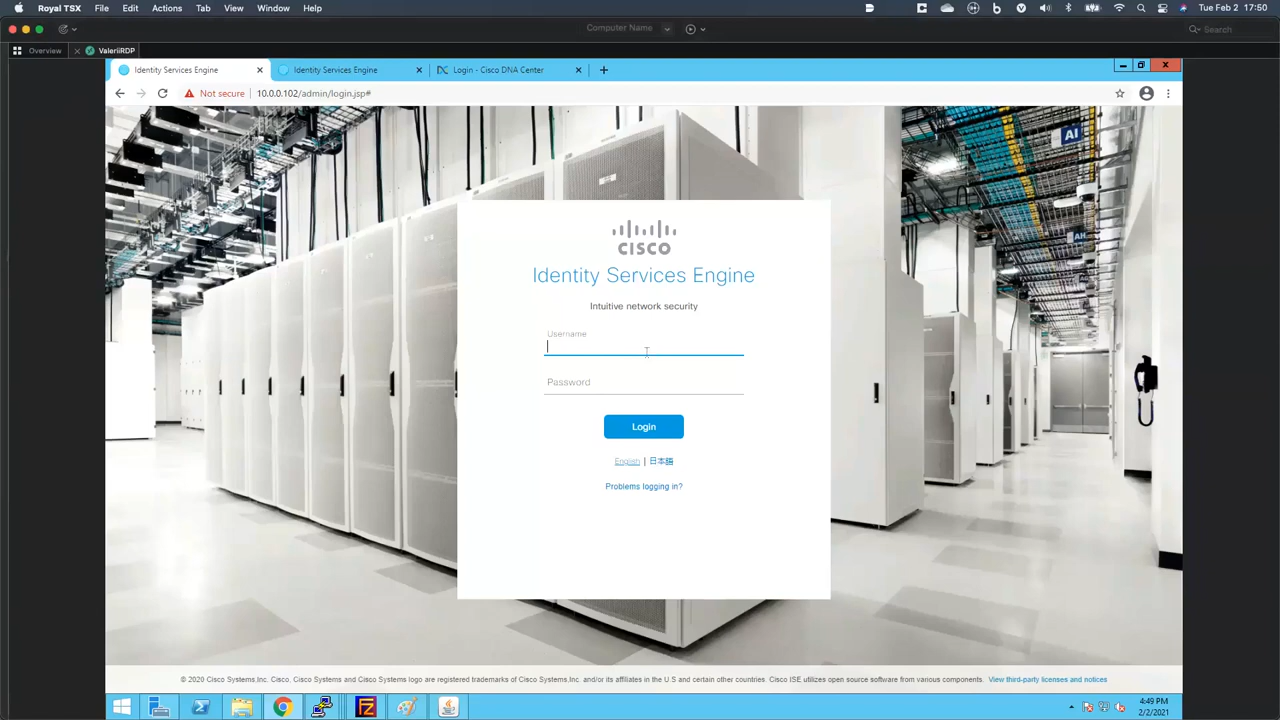 Royal TSX File Edit Actions Tab View Window Help Tue Feb 2 17:50
Computer Name Search
Overview ValeriiRDP
Identity Services Engine Identity Services Engine Login - Cisco DNA Center
Not secure 10.0.0.102/admin/login.jsp#
AI
AH
CISCO
Identity Services Engine
Intuitive network security
Username
Password
Login
English | 日本語
Problems logging in?
© 2020 Cisco Systems,Inc. Cisco, Cisco Systems and Cisco Systems logo are registered trademarks of Cisco Systems,Inc. and/or its affiliates in the U.S and certain other countries. Cisco ISE utilizes open source software from various components. View third-party licenses and notices
4:49 PM
2/2/2021